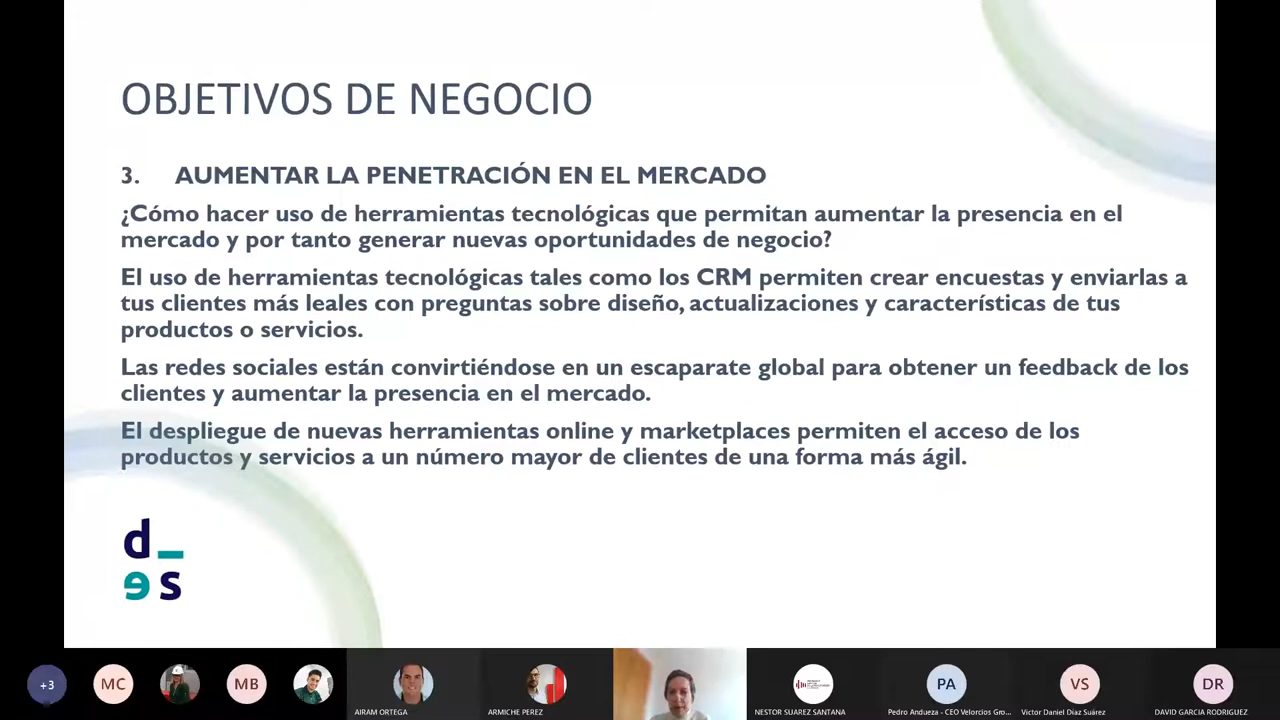 OBJETIVOS DE NEGOCIO
3. AUMENTAR LA PENETRACIÓN EN EL MERCADO
¿Cómo hacer uso de herramientas tecnológicas que permitan aumentar la presencia en el
mercado y por tanto generar nuevas oportunidades de negocio?
El uso de herramientas tecnológicas tales como los CRM permiten crear encuestas y enviarlas a
tus clientes más leales con preguntas sobre diseño, actualizaciones y características de tus
productos o servicios.
Las redes sociales están convirtiéndose en un escaparate global para obtener un feedback de los
clientes y aumentar la presencia en el mercado.
El despliegue de nuevas herramientas online y marketplaces permiten el acceso de los
productos y servicios a un número mayor de clientes de una forma más ágil.
d_
es
+3 MC MB PA VS DR
AIRAM ORTEGA ARMICHE PEREZ NESTOR SUAREZ SANTANA Pedro Andueza - CEO Velorcios Gro... Victor Daniel Diaz Suárez DAVID GARCIA RODRIGUEZ